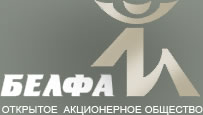 БЕЛФА
ОТКРЫТОЕ АКЦИОНЕРНОЕ ОБЩЕСТВО